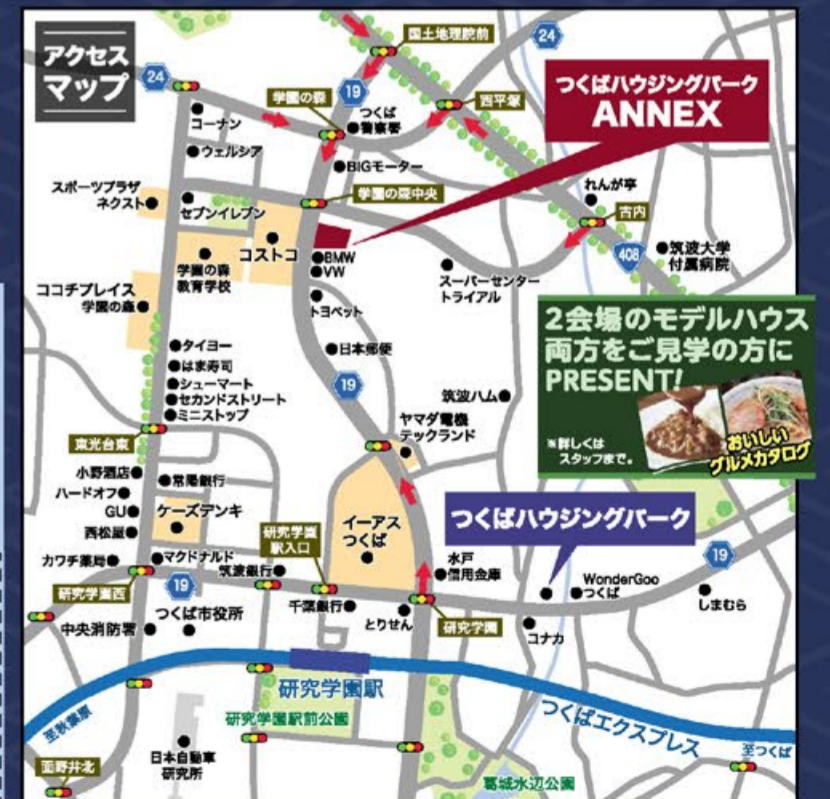 アクセス
マップ
国土地理院前
24
24
19
学園の森
つくば
警察署
西平塚
つくばハウジングパーク
ANNEX
コーナン
ウェルシア
BIGモーター
学園の森中央
れんが亭
スポーツプラザ
ネクスト
セブンイレブン
古内
コストコ
408
筑波大学
付属病院
学園の森
教育学校
BMW
VW
スーパーセンター
トライアル
ココチプレイス
学園の森
トヨペット
2会場のモデルハウス
両方をご見学の方に
PRESENT!
※詳しくは
スタッフまで。
おいしい
グルメカタログ
タイヨー
はま寿司
シューマート
セカンドストリート
ミニストップ
日本郵便
19
筑波ハム
ヤマダ電機
テックランド
東光台東
小野酒店
常陽銀行
ハードオフ
GU
ケーズデンキ
西松屋
研究学園
駅入口
イーアス
つくば
つくばハウジングパーク
19
カワチ薬局
マクドナルド
筑波銀行
水戸
信用金庫
WonderGoo
つくば
しまむら
研究学園西
19
千葉銀行
とりせん
研究学園
コナカ
つくば市役所
中央消防署
研究学園駅
つくばエクスプレス
至秋葉原
至つくば
研究学園駅前公園
日本自動車
研究所
面野井北
葛城水辺公園